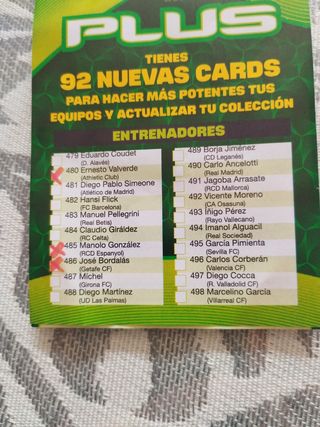 PLUS
TIENES
92 NUEVAS CARDS
PARA HACER MÁS POTENTES TUS
EQUIPOS Y ACTUALIZAR TU COLECCIÓN
ENTRENADORES
479 Eduardo Coudet
(D. Alavés)
480 Ernesto Valverde
(Athletic Club)
481 Diego Pablo Simeone
(Atlético de Madrid)
482 Hansi Flick
(FC Barcelona)
483 Manuel Pellegrini
(Real Betis)
484 Claudio Giráldez
(RC Celta)
485 Manolo González
(RCD Espanyol)
486 José Bordalás
(Getafe CF)
487 Míchel
(Girona FC)
488 Diego Martínez
(UD Las Palmas)
489 Borja Jiménez
(CD Leganés)
490 Carlo Ancelotti
(Real Madrid)
491 Jagoba Arrasate
(RCD Mallorca)
492 Vicente Moreno
(CA Osasuna)
493 Íñigo Pérez
(Rayo Vallecano)
494 Imanol Alguacil
(Real Sociedad)
495 García Pimienta
(Sevilla FC)
496 Carlos Corberán
(Valencia CF)
497 Diego Cocca
(R. Valladolid CF)
498 Marcelino García
(Villarreal CF)